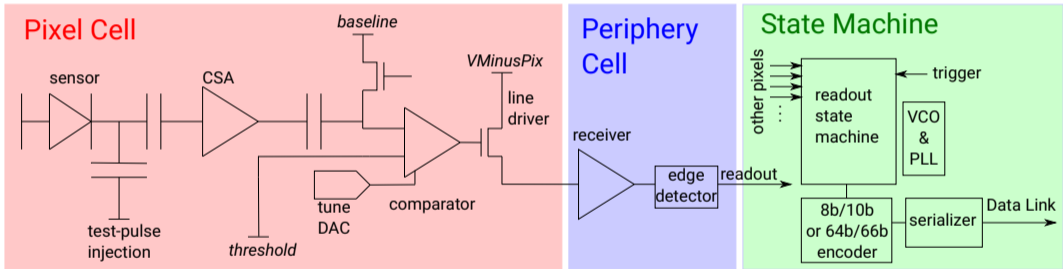 Pixel Cell
baseline
sensor
CSA
VMinusPix
line
driver
test-pulse
injection
threshold
tune
DAC
comparator
Periphery
Cell
receiver
edge
detector
readout
State Machine
other pixels
...
readout
state
machine
trigger
VCO
&
PLL
8b/10b
or 64b/66b
encoder
serializer
Data Link